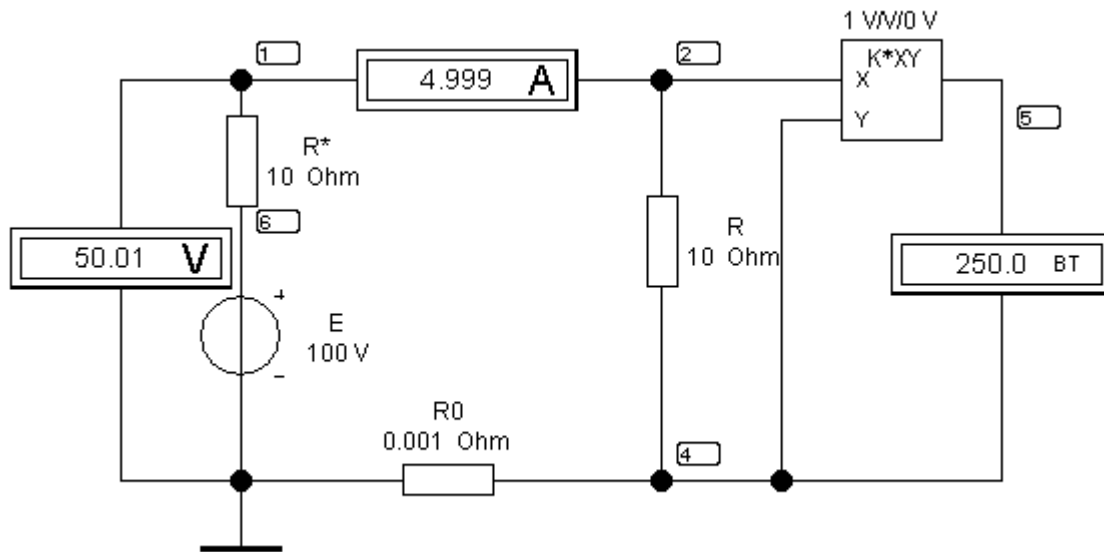 1 V/V/0 V
1
2
K*XY
4.999 A
X
5
Y
R*
10 Ohm
6
R
10 Ohm
50.01 V
250.0 BT
+
E
100 V
−
R0
0.001 Ohm
4